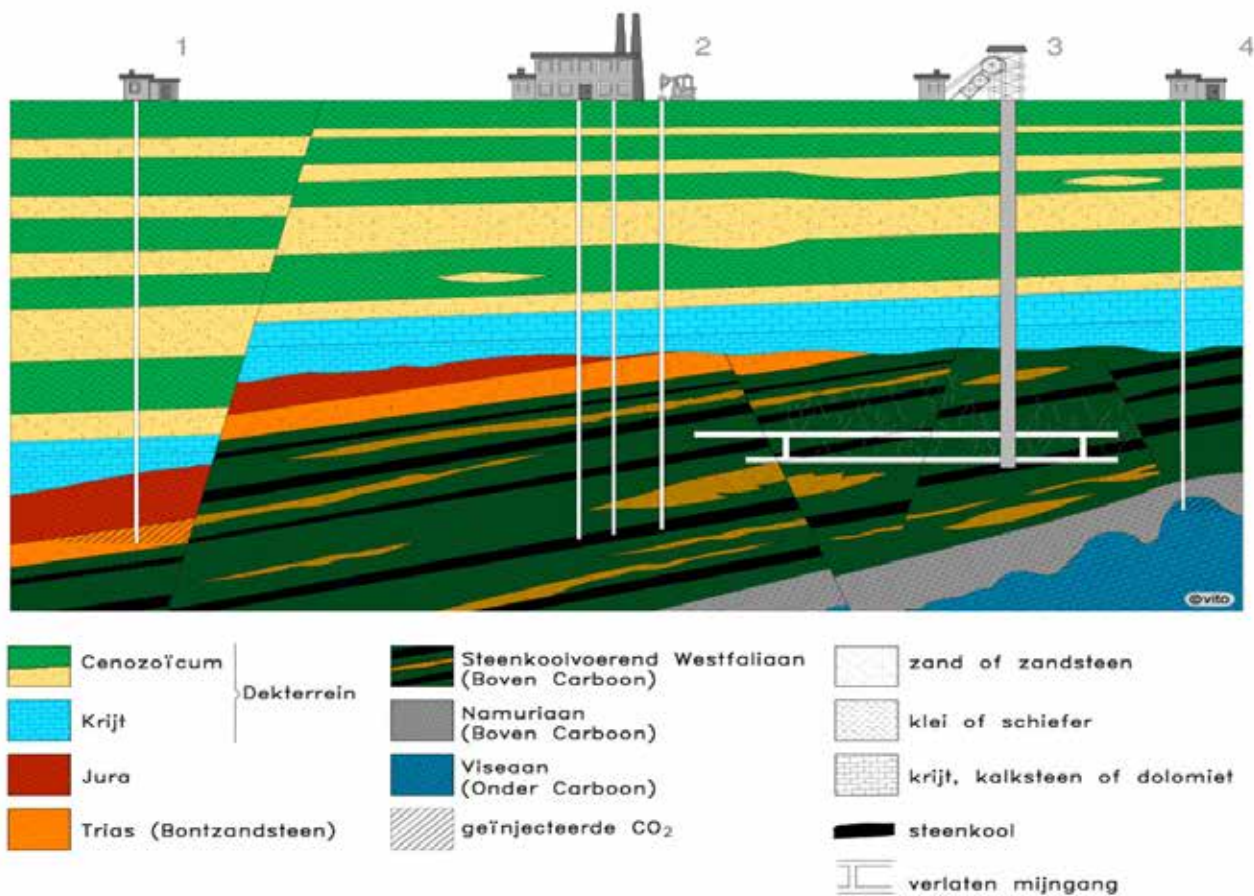 1
2
3
4
©vito
Cenozoïcum
Krijt
Dekterrein
Jura
Trias (Bontzandsteen)
Steenkoolvoerend Westfaliaan
(Boven Carboon)
Namuriaan
(Boven Carboon)
Viseaan
(Onder Carboon)
geïnjecteerde CO₂
zand of zandsteen
klei of schiefer
krijt, kalksteen of dolomiet
steenkool
verlaten mijngang